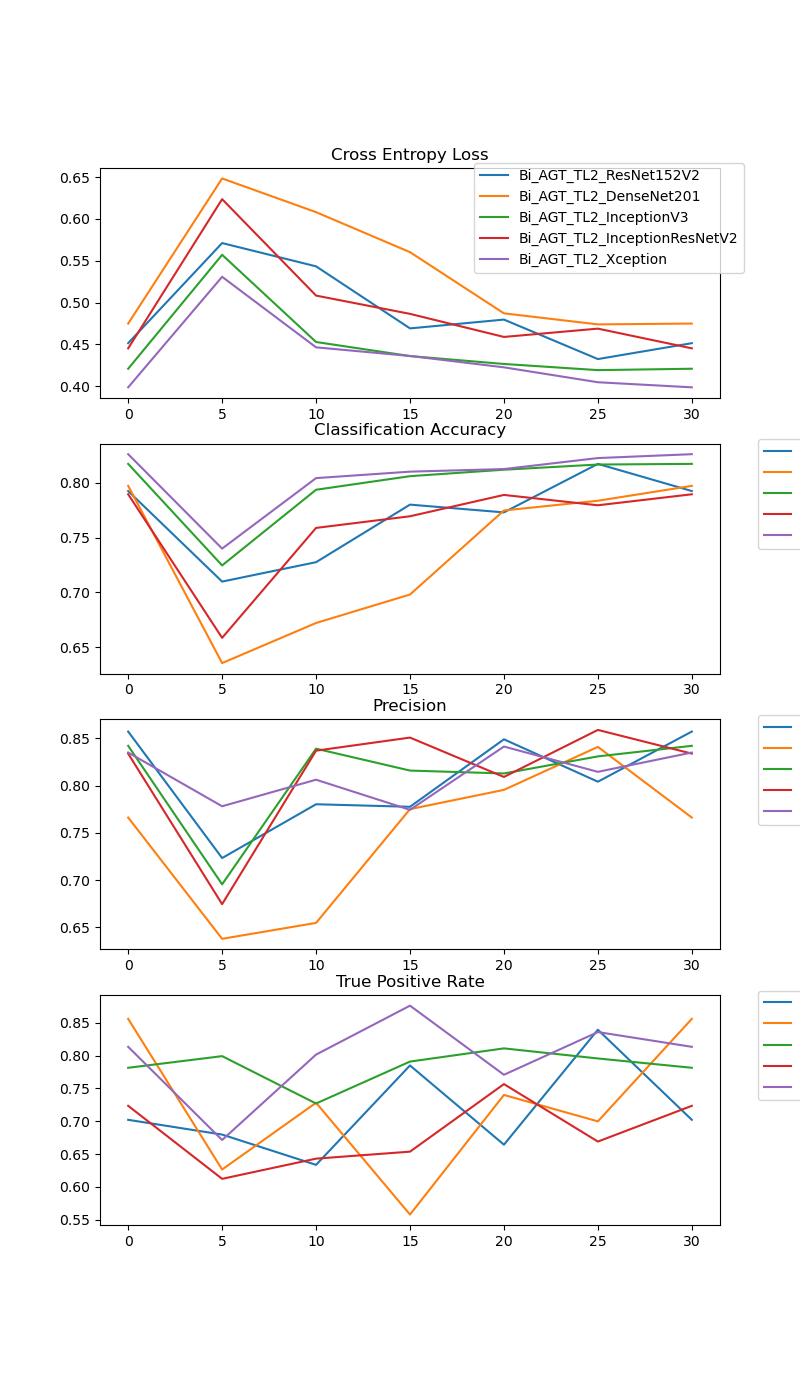 Cross Entropy Loss
Bi_AGT_TL2_ResNet152V2
Bi_AGT_TL2_DenseNet201
Bi_AGT_TL2_InceptionV3
Bi_AGT_TL2_InceptionResNetV2
Bi_AGT_TL2_Xception
0.65
0.60
0.55
0.50
0.45
0.40
0 5 10 15 20 25 30
Classification Accuracy
0.80
0.75
0.70
0.65
0 5 10 15 20 25 30
Precision
0.85
0.80
0.75
0.70
0.65
0 5 10 15 20 25 30
True Positive Rate
0.85
0.80
0.75
0.70
0.65
0.60
0.55
0 5 10 15 20 25 30